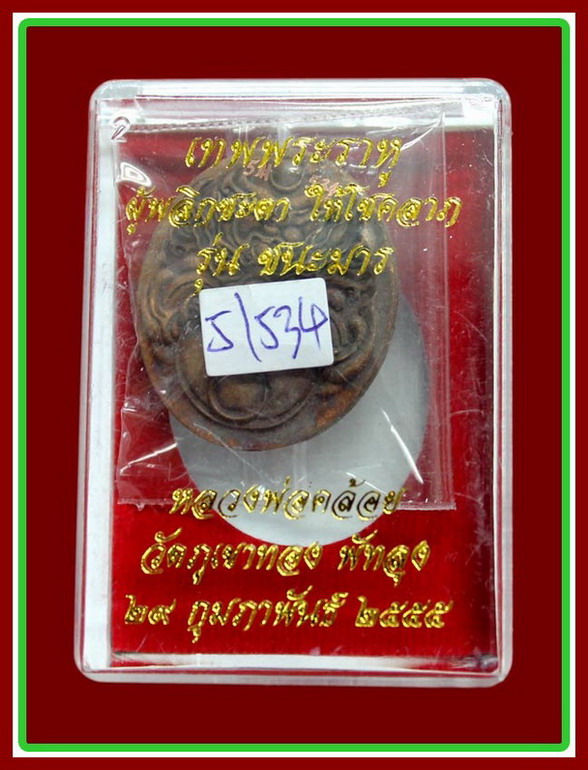 เทพพระราหู
ผู้พลิกชะตา ให้โชคลาภ
รุ่น ชนะมาร
5/534
หลวงพ่อคล้อย
วัดภูเขาทอง พัทลุง
๒๙ กุมภาพันธ์ ๒๕๕๕